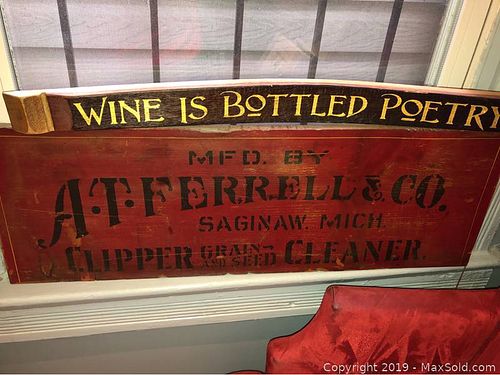 WINE IS BOTTLED POETRY
MFD. BY
A.T. FERRELL & CO.
SAGINAW. MICH.
CLIPPER GRAIN- AND SEED CLEANER.
Copyright 2019 - MaxSold.com